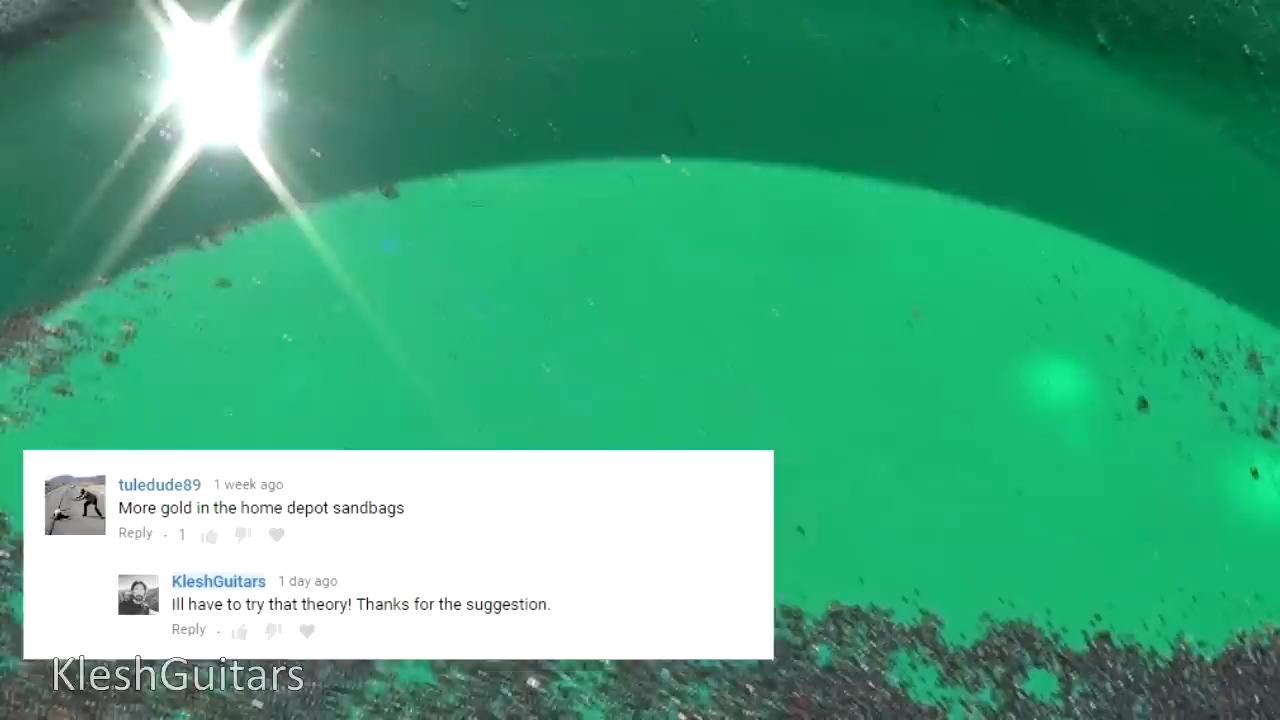 tuledude89 1 week ago
More gold in the home depot sandbags
Reply . 1
KleshGuitars 1 day ago
Ill have to try that theory! Thanks for the suggestion.
Reply .
KleshGuitars